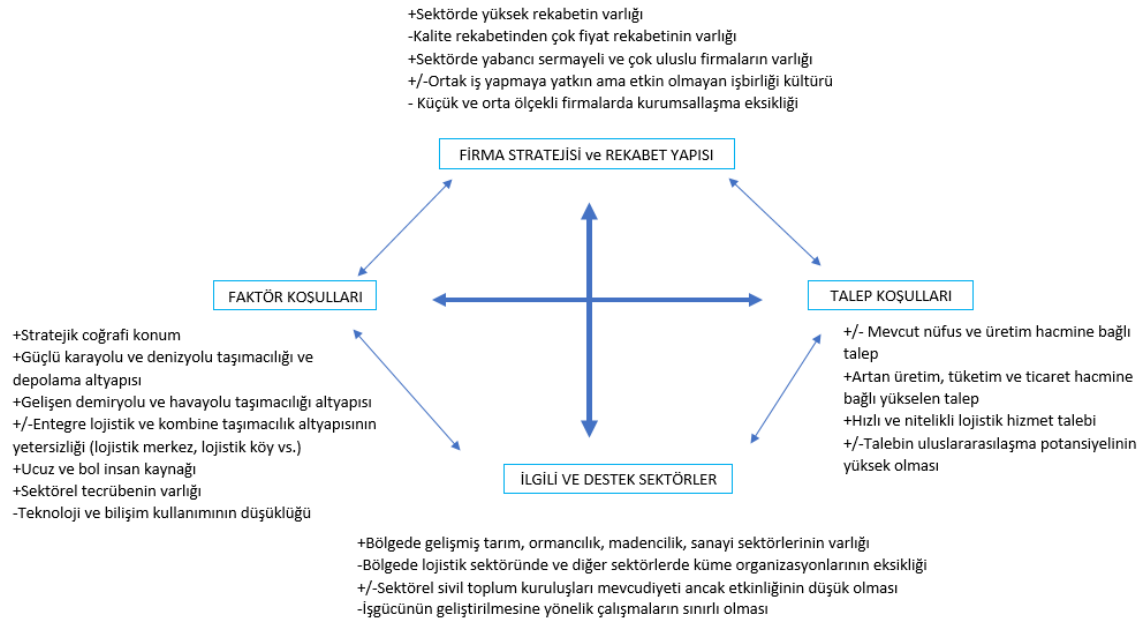 +Sektörde yüksek rekabetin varlığı
-Kalite rekabetinden çok fiyat rekabetinin varlığı
+Sektörde yabancı sermayeli ve çok uluslu firmaların varlığı
+/-Ortak iş yapmaya yatkın ama etkin olmayan işbirliği kültürü
- Küçük ve orta ölçekli firmalarda kurumsallaşma eksikliği
FİRMA STRATEJİSİ ve REKABET YAPISI
FAKTÖR KOŞULLARI
+Stratejik coğrafi konum
+Güçlü karayolu ve denizyolu taşımacılığı ve
depolama altyapısı
+Gelişen demiryolu ve havayolu taşımacılığı altyapısı
+/-Entegre lojistik ve kombine taşımacılık altyapısının
yetersizliği (lojistik merkez, lojistik köy vs.)
+Ucuz ve bol insan kaynağı
+Sektörel tecrübenin varlığı
-Teknoloji ve bilişim kullanımının düşüklüğü
TALEP KOŞULLARI
+/- Mevcut nüfus ve üretim hacmine bağlı
talep
+Artan üretim, tüketim ve ticaret hacmine
bağlı yükselen talep
+Hızlı ve nitelikli lojistik hizmet talebi
+/-Talebin uluslararasılaşma potansiyelinin
yüksek olması
İLGİLİ VE DESTEK SEKTÖRLER
+Bölgede gelişmiş tarım, ormancılık, madencilik, sanayi sektörlerinin varlığı
-Bölgede lojistik sektöründe ve diğer sektörlerde küme organizasyonlarının eksikliği
+/-Sektörel sivil toplum kuruluşları mevcudiyeti ancak etkinliğinin düşük olması
-İşgücünün geliştirilmesine yönelik çalışmaların sınırlı olması